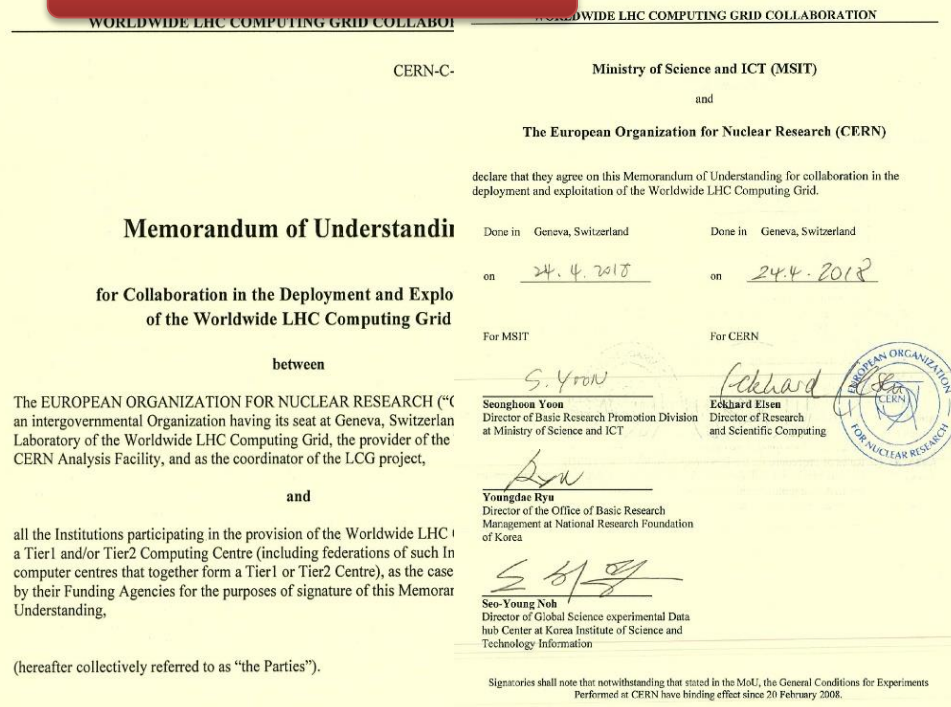 WORLDWIDE LHC COMPUTING GRID COLLABOI
CERN-C-
Memorandum of Understandin
for Collaboration in the Deployment and Explo
of the Worldwide LHC Computing Grid
between
The EUROPEAN ORGANIZATION FOR NUCLEAR RESEARCH ("C
an intergovernmental Organization having its seat at Geneva, Switzerlan
Laboratory of the Worldwide LHC Computing Grid, the provider of the
CERN Analysis Facility, and as the coordinator of the LCG project,
and
all the Institutions participating in the provision of the Worldwide LHC
a Tier1 and/or Tier2 Computing Centre (including federations of such In
computer centres that together form a Tier1 or Tier2 Centre), as the case
by their Funding Agencies for the purposes of signature of this Memorar
Understanding,
(hereafter collectively referred to as "the Parties").
WORLDWIDE LHC COMPUTING GRID COLLABORATION
Ministry of Science and ICT (MSIT)
and
The European Organization for Nuclear Research (CERN)
declare that they agree on this Memorandum of Understanding for collaboration in the
deployment and exploitation of the Worldwide LHC Computing Grid.
Done in Geneva, Switzerland
on 24. 4. 2018
For MSIT
S. YOON
Seonghoon Yoon
Director of Basic Research Promotion Division
at Ministry of Science and ICT
Ryu
Youngdae Ryu
Director of the Office of Basic Research
Management at National Research Foundation
of Korea
노서영
Seo-Young Noh
Director of Global Science experimental Data
hub Center at Korea Institute of Science and
Technology Information
Done in Geneva, Switzerland
on 24.4.2018
For CERN
Eckhard Elsen
Eckhard Elsen
Director of Research
and Scientific Computing
EUROPEAN ORGANIZATION
CERN
FOR NUCLEAR RESEARCH
Signatories shall note that notwithstanding that stated in the MoU, the General Conditions for Experiments
Performed at CERN have binding effect since 20 February 2008.